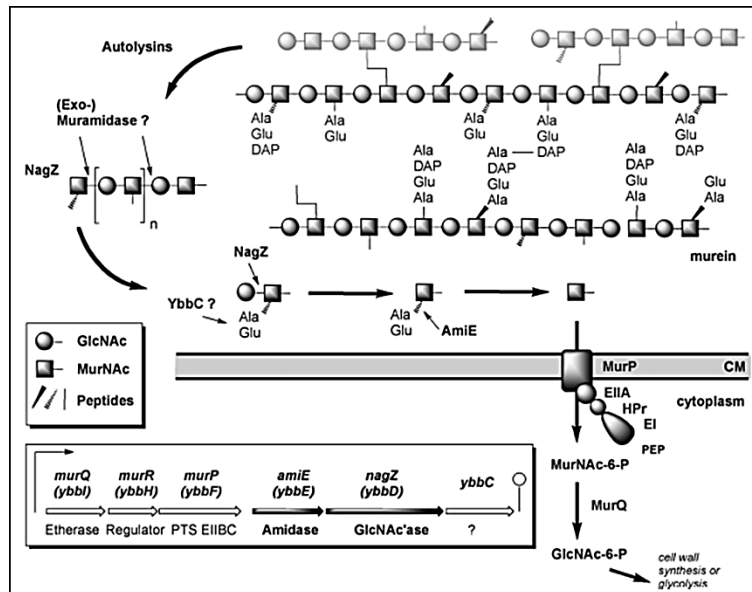 Autolysins
(Exo-)
Muramidase ?
NagZ
n
Ala
Glu
DAP
Ala
Glu
Ala
Glu
DAP
Ala
Glu
DAP
Ala
Glu
DAP
Ala
DAP
Glu
Ala
Ala
DAP
Glu
Ala
Ala
DAP
Glu
Ala
Glu
Ala
murein
NagZ
YbbC ?
Ala
Glu
Ala
Glu
AmiE
GlcNAc
MurNAc
Peptides
MurP
CM
EIIA
HPr
EI
PEP
cytoplasm
MurNAc-6-P
MurQ
GlcNAc-6-P
cell wall
synthesis or
glycolysis
murQ murR murP amiE nagZ ybbC
(ybbI) (ybbH) (ybbF) (ybbE) (ybbD)
Etherase Regulator PTS EIIBC Amidase GlcNAc'ase ?